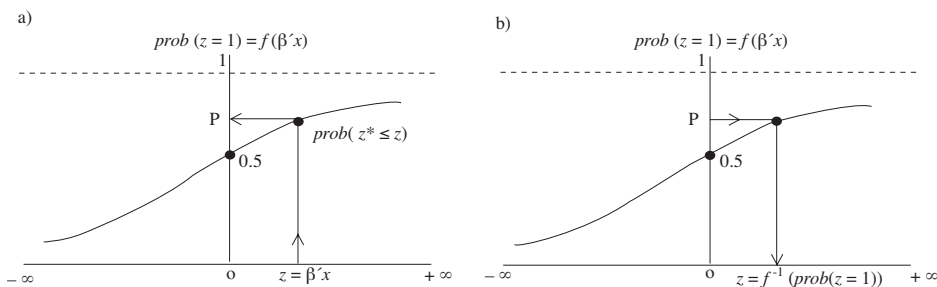 a)
prob (z = 1) = f (β´x)
1
P
prob( z* ≤ z)
0.5
– ∞
o
z = β´x
+ ∞
b)
prob (z = 1) = f (β´x)
1
P
0.5
– ∞
o
z = f⁻¹ (prob(z = 1))
+ ∞